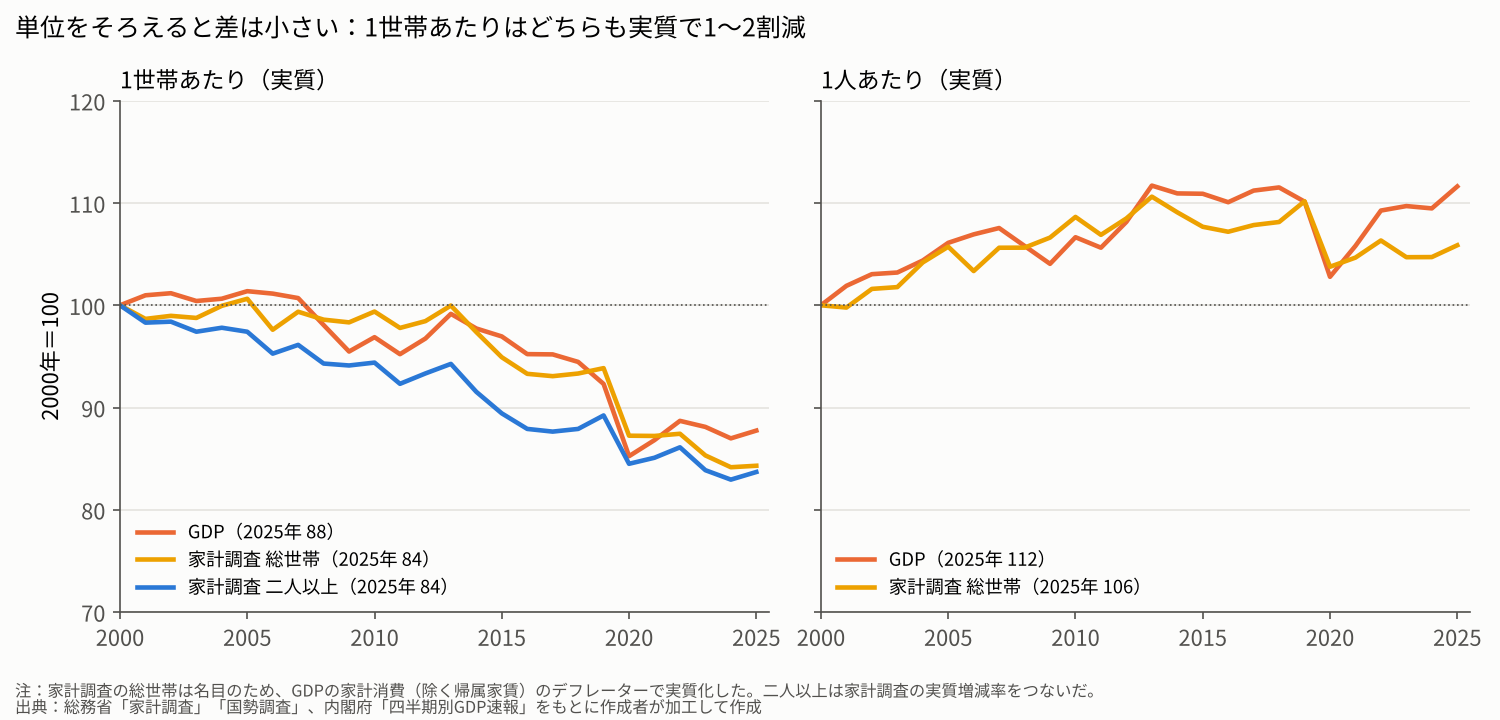 単位をそろえると差は小さい：1世帯あたりはどちらも実質で1～2割減
1世帯あたり（実質）
2000年＝100
120
110
100
90
80
70
GDP（2025年 88）
家計調査 総世帯（2025年 84）
家計調査 二人以上（2025年 84）
2000 2005 2010 2015 2020 2025
1人あたり（実質）
GDP（2025年 112）
家計調査 総世帯（2025年 106）
2000 2005 2010 2015 2020 2025
注：家計調査の総世帯は名目のため、GDPの家計消費（除く帰属家賃）のデフレーターで実質化した。二人以上は家計調査の実質増減率をつないだ。
出典：総務省「家計調査」「国勢調査」、内閣府「四半期別GDP速報」をもとに作成者が加工して作成